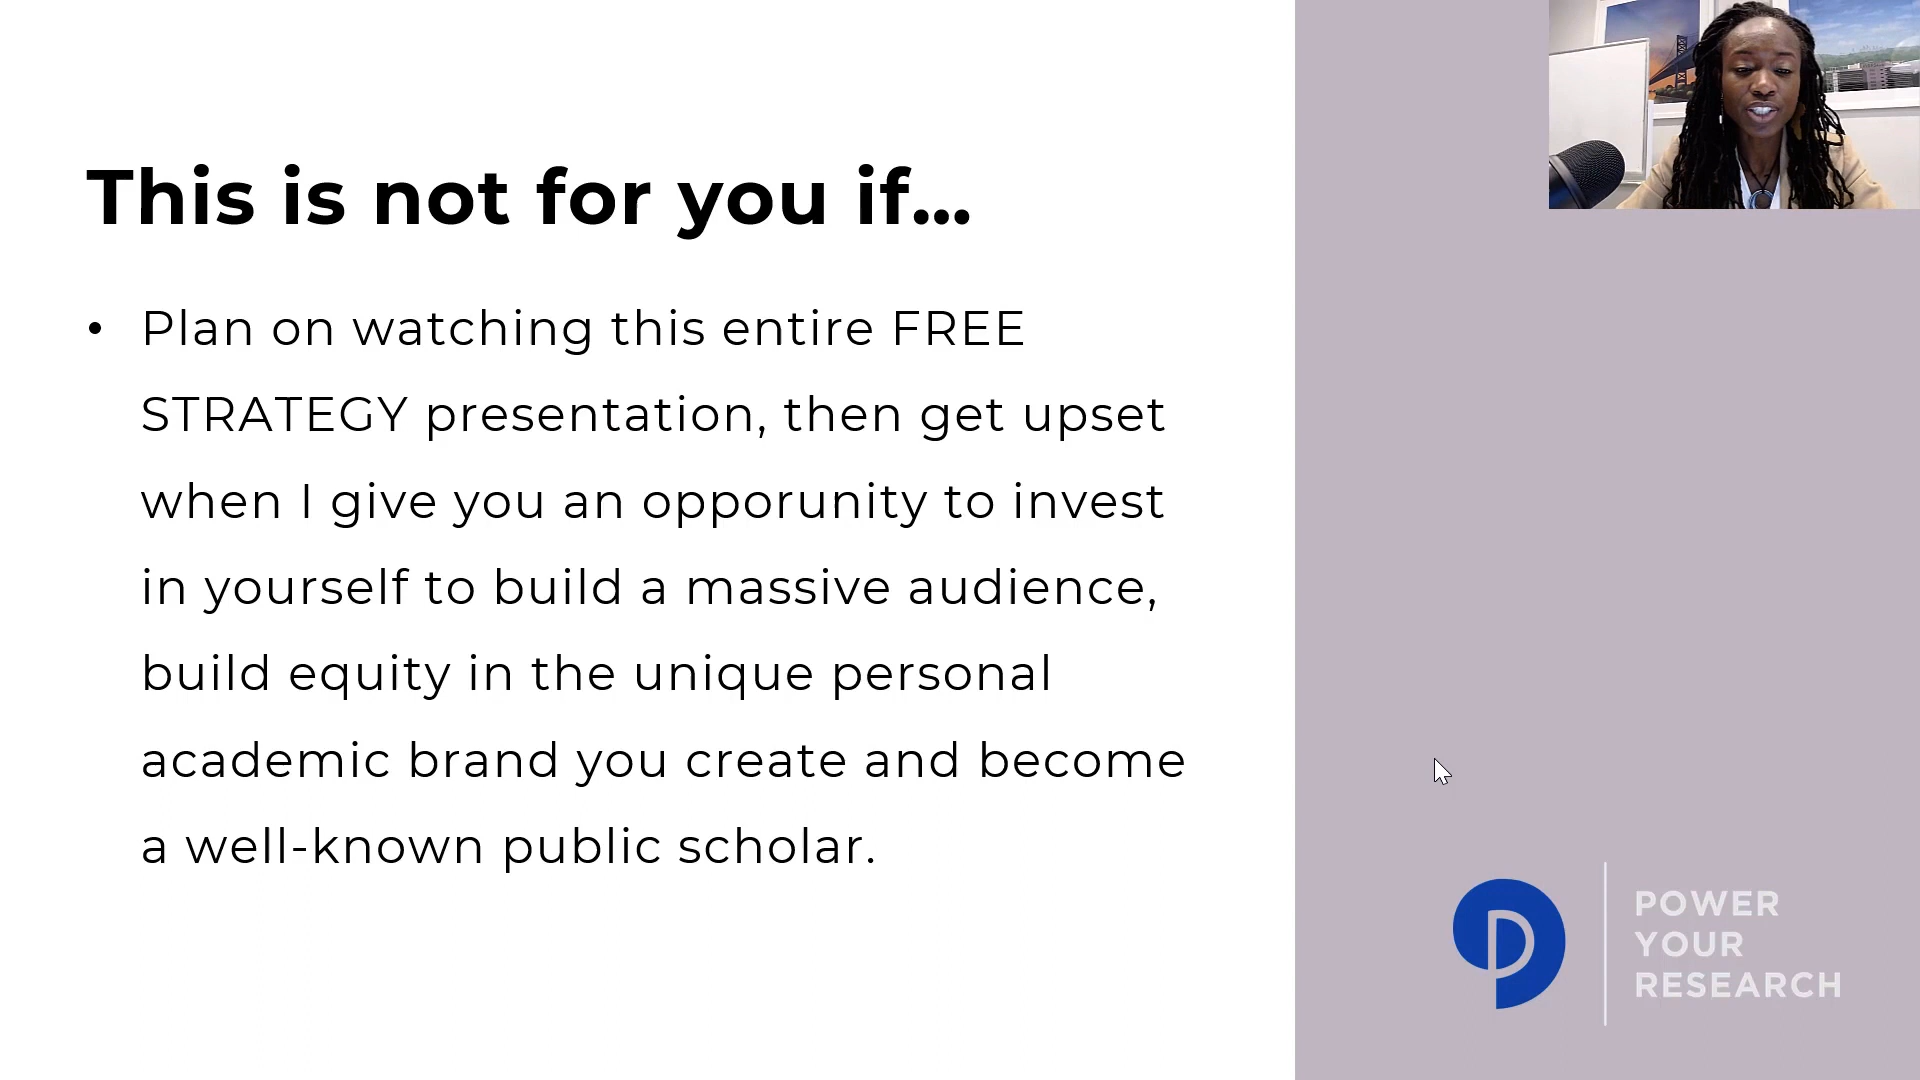 This is not for you if...
• Plan on watching this entire FREE
STRATEGY presentation, then get upset
when I give you an opporunity to invest
in yourself to build a massive audience,
build equity in the unique personal
academic brand you create and become
a well-known public scholar.
POWER
YOUR
RESEARCH